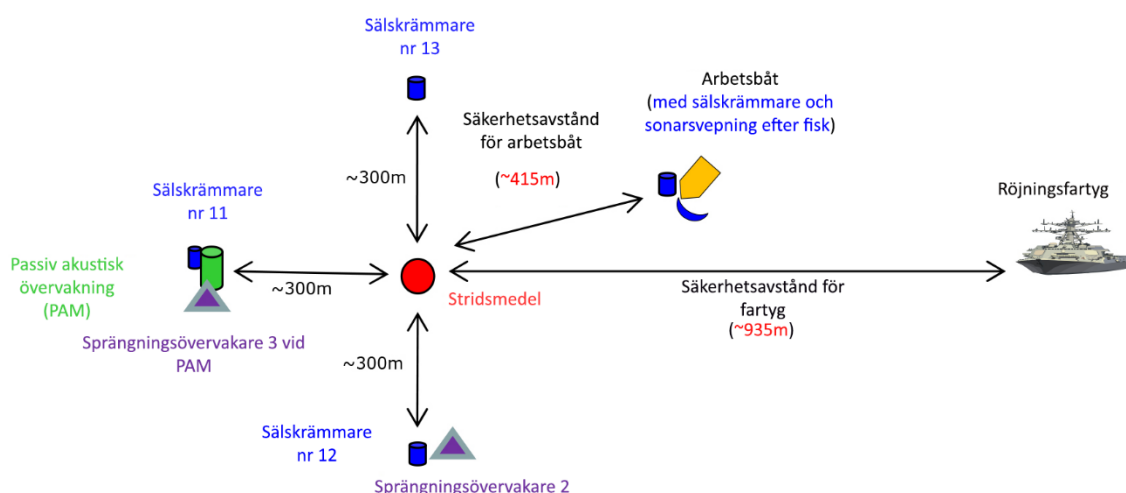 Sälskrämmare
nr 13
Arbetsbåt
(med sälskrämmare och
sonarsvepning efter fisk)
Säkerhetsavstånd
för arbetsbåt
(~415m)
~300m
Röjningsfartyg
Sälskrämmare
nr 11
Passiv akustisk
övervakning
(PAM)
~300m
Stridsmedel
Säkerhetsavstånd för
fartyg
(~935m)
Sprängningsövervakare 3 vid
PAM
~300m
Sälskrämmare
nr 12
Sprängningsövervakare 2